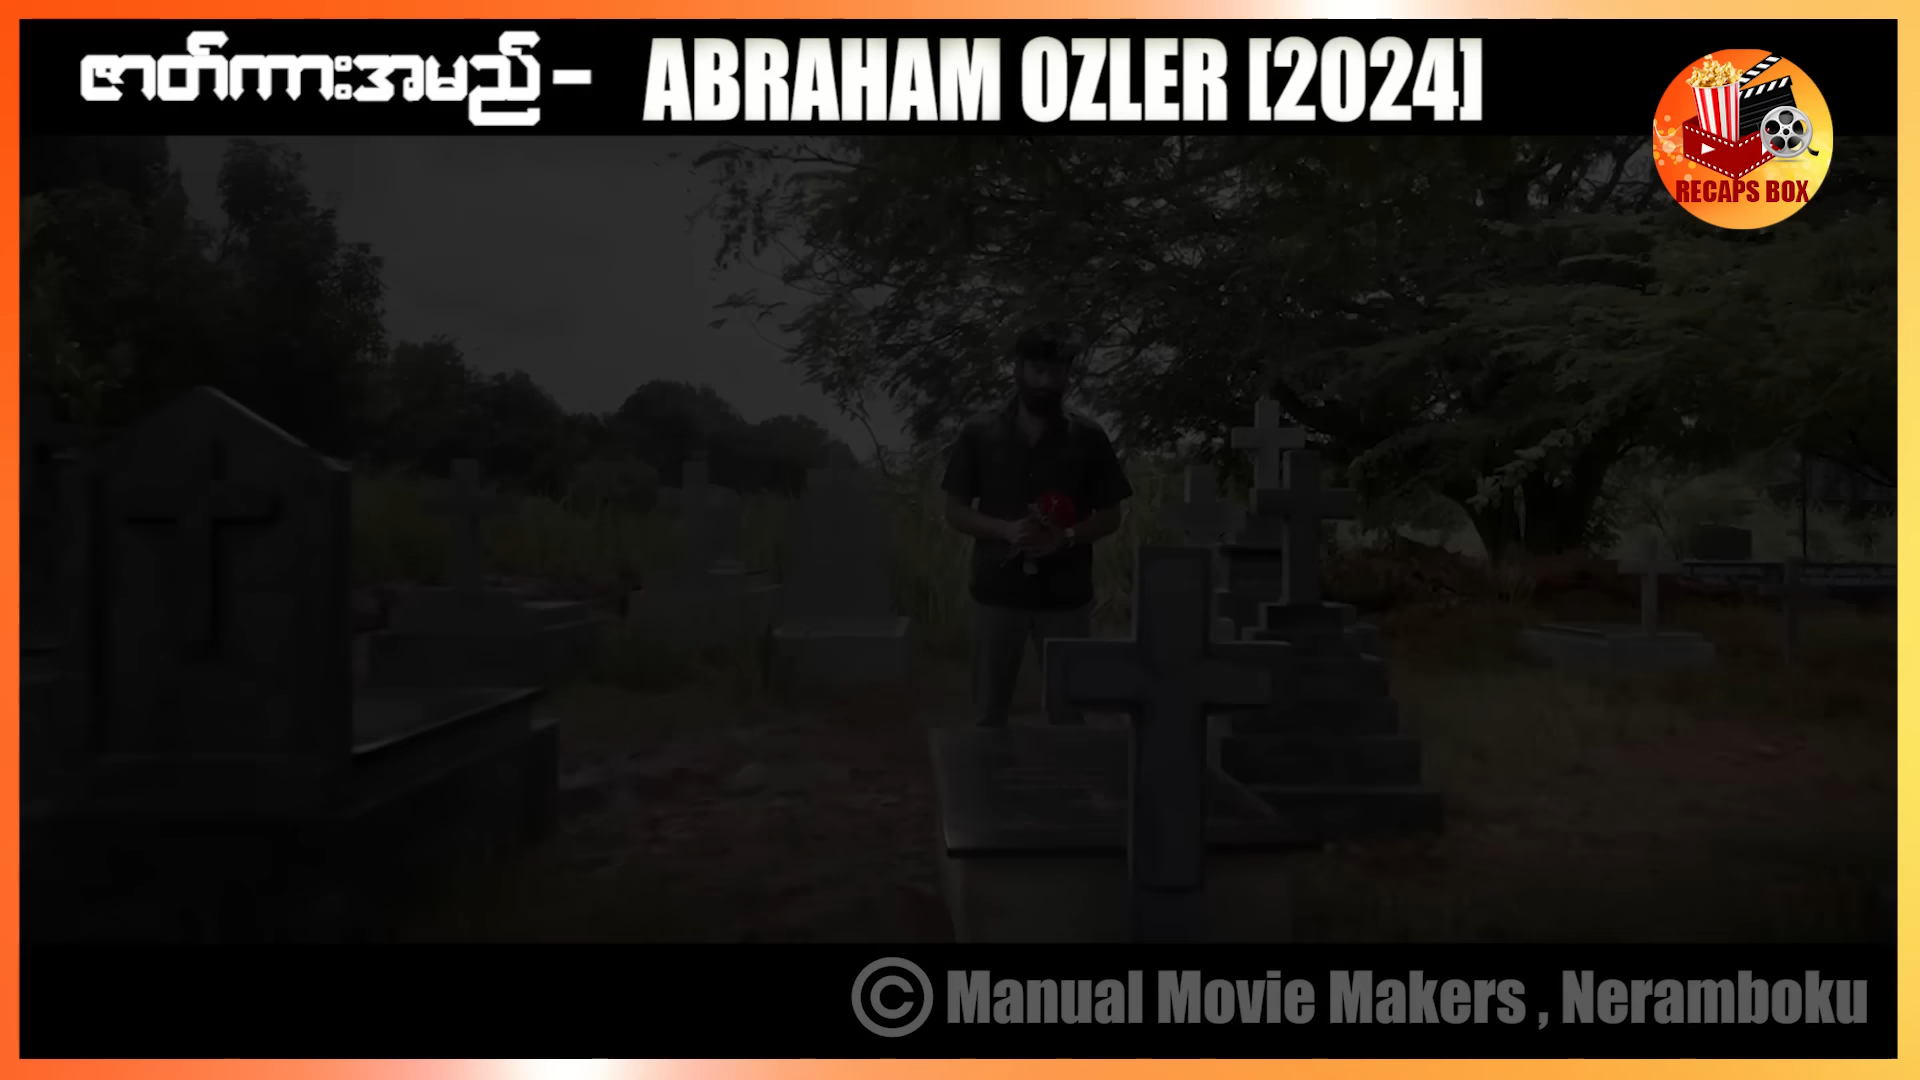 ဇာတ်ကားအမည် - ABRAHAM OZLER [2024]
RECAPS BOX
© Manual Movie Makers , Neramboku